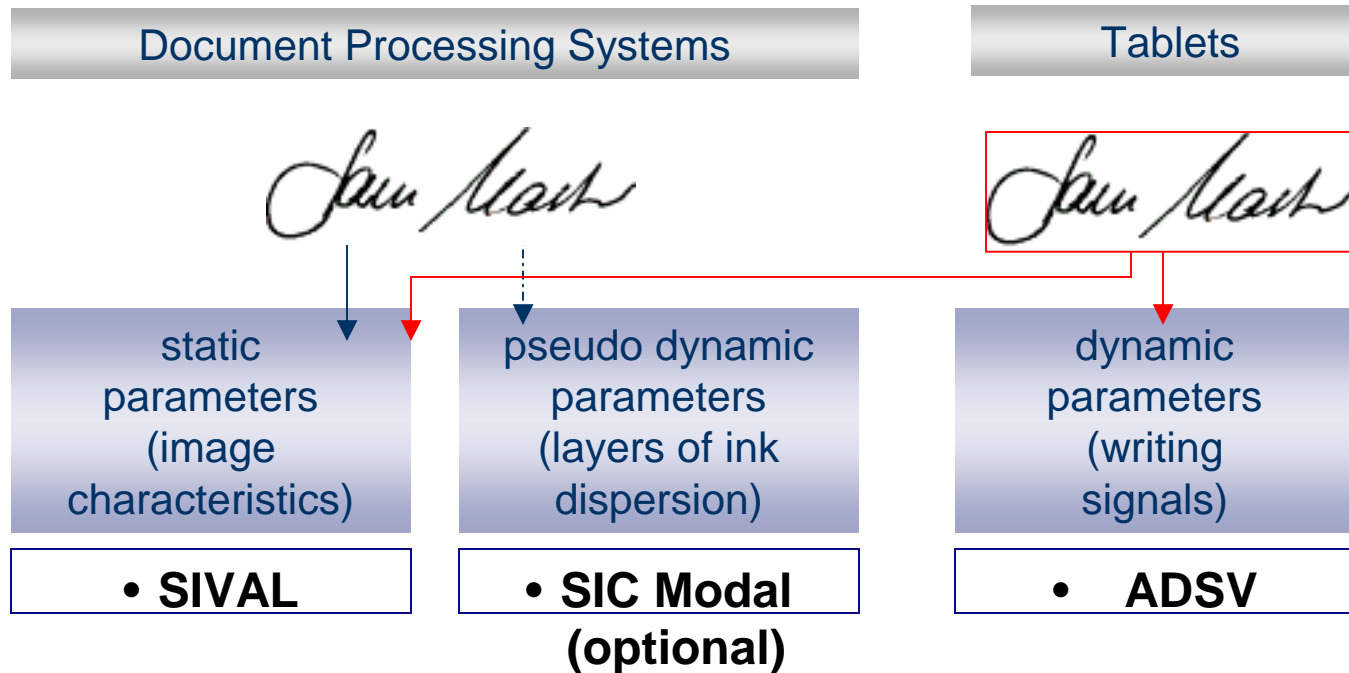 Document Processing Systems
Tablets
static
parameters
(image
characteristics)
pseudo dynamic
parameters
(layers of ink
dispersion)
dynamic
parameters
(writing
signals)
• SIVAL
• SIC Modal
(optional)
• ADSV